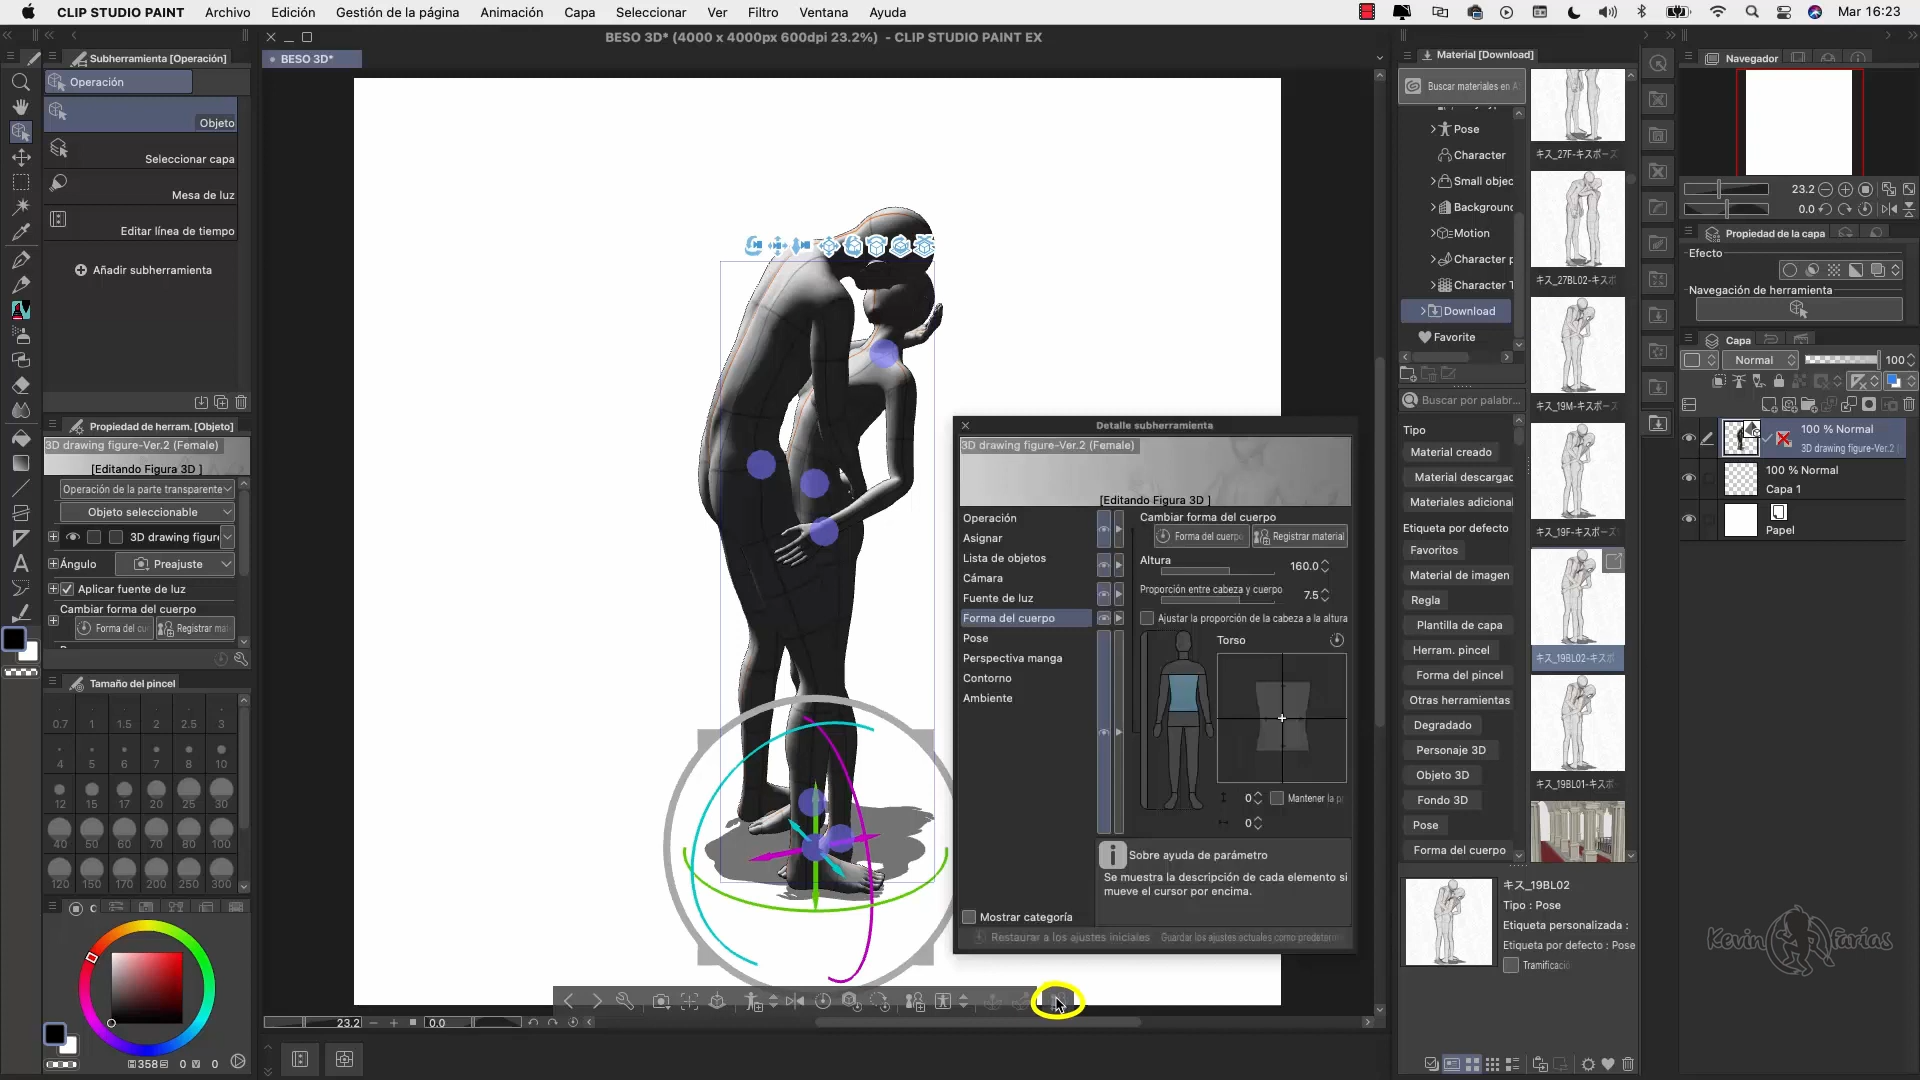 CLIP STUDIO PAINT
Archivo
Edición
Gestión de la página
Animación
Capa
Seleccionar
Ver
Filtro
Ventana
Ayuda
Mar 16:23
BESO 3D* (4000 x 4000px 600dpi 23.2%) - CLIP STUDIO PAINT EX
BESO 3D*
Subherramienta [Operación]
Operación
Objeto
Seleccionar capa
Mesa de luz
Editar línea de tiempo
Añadir subherramienta
Propiedad de herram. [Objeto]
3D drawing figure-Ver.2 (Female)
[Editando Figura 3D ]
Operación de la parte transparente
Objeto seleccionable
3D drawing figure
Ángulo
Preajuste
Aplicar fuente de luz
Cambiar forma del cuerpo
Forma del cu
Registrar ma
Tamaño del pincel
0.7 1 1.5 2 2.5 3
4 5 6 7 8 10
12 15 17 20 25 30
40 50 60 70 80 100
120 150 170 200 250 300
358 0 0
23.2
0.0
Detalle subherramienta
3D drawing figure-Ver.2 (Female)
[Editando Figura 3D ]
Operación
Asignar
Lista de objetos
Cámara
Fuente de luz
Forma del cuerpo
Pose
Perspectiva manga
Contorno
Ambiente
Mostrar categoría
Cambiar forma del cuerpo
Forma del cuerpo
Registrar material
Altura
160.0
Proporción entre cabeza y cuerpo
7.5
Ajustar la proporción de la cabeza a la altura
Torso
0
Mantener la p
0
Sobre ayuda de parámetro
Se muestra la descripción de cada elemento si
mueve el cursor por encima.
Restaurar a los ajustes iniciales
Guardar los ajustes actuales como predeter
Material [Download]
Buscar materiales en A
Pose
Character
Small objec
Background
Motion
Character p
Character T
Download
Favorite
Buscar por palabr...
Tipo
Material creado
Material descargad
Materiales adicional
Etiqueta por defecto
Favoritos
Material de imagen
Regla
Plantilla de capa
Herram. pincel
Forma del pincel
Otras herramientas
Degradado
Personaje 3D
Objeto 3D
Fondo 3D
Pose
Forma del cuerpo
キス_27F-キスポーズ
キス_27BL02-キスポ
キス_19M-キスポーズ
キス_19F-キスポーズ
キス_19BL02-キスポ
キス_19BL01-キスポ
キス_19BL02
Tipo : Pose
Etiqueta personalizada :
Etiqueta por defecto : Pose
Tramificació
Navegador
23.2
0.0
Propiedad de la capa
Efecto
Navegación de herramienta
Capa
Normal
100
100 % Normal
3D drawing figure-Ver.2
100 % Normal
Capa 1
Papel
Kevin Farías